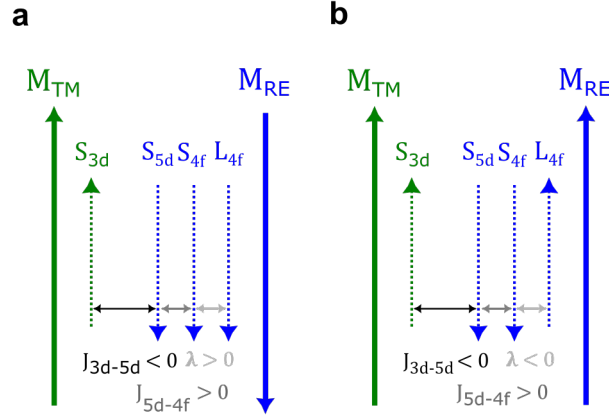 a
M_TM M_RE
S_3d S_5d S_4f L_4f
J_3d-5d < 0 λ > 0
J_5d-4f > 0
b
M_TM M_RE
S_3d S_5d S_4f L_4f
J_3d-5d < 0 λ < 0
J_5d-4f > 0